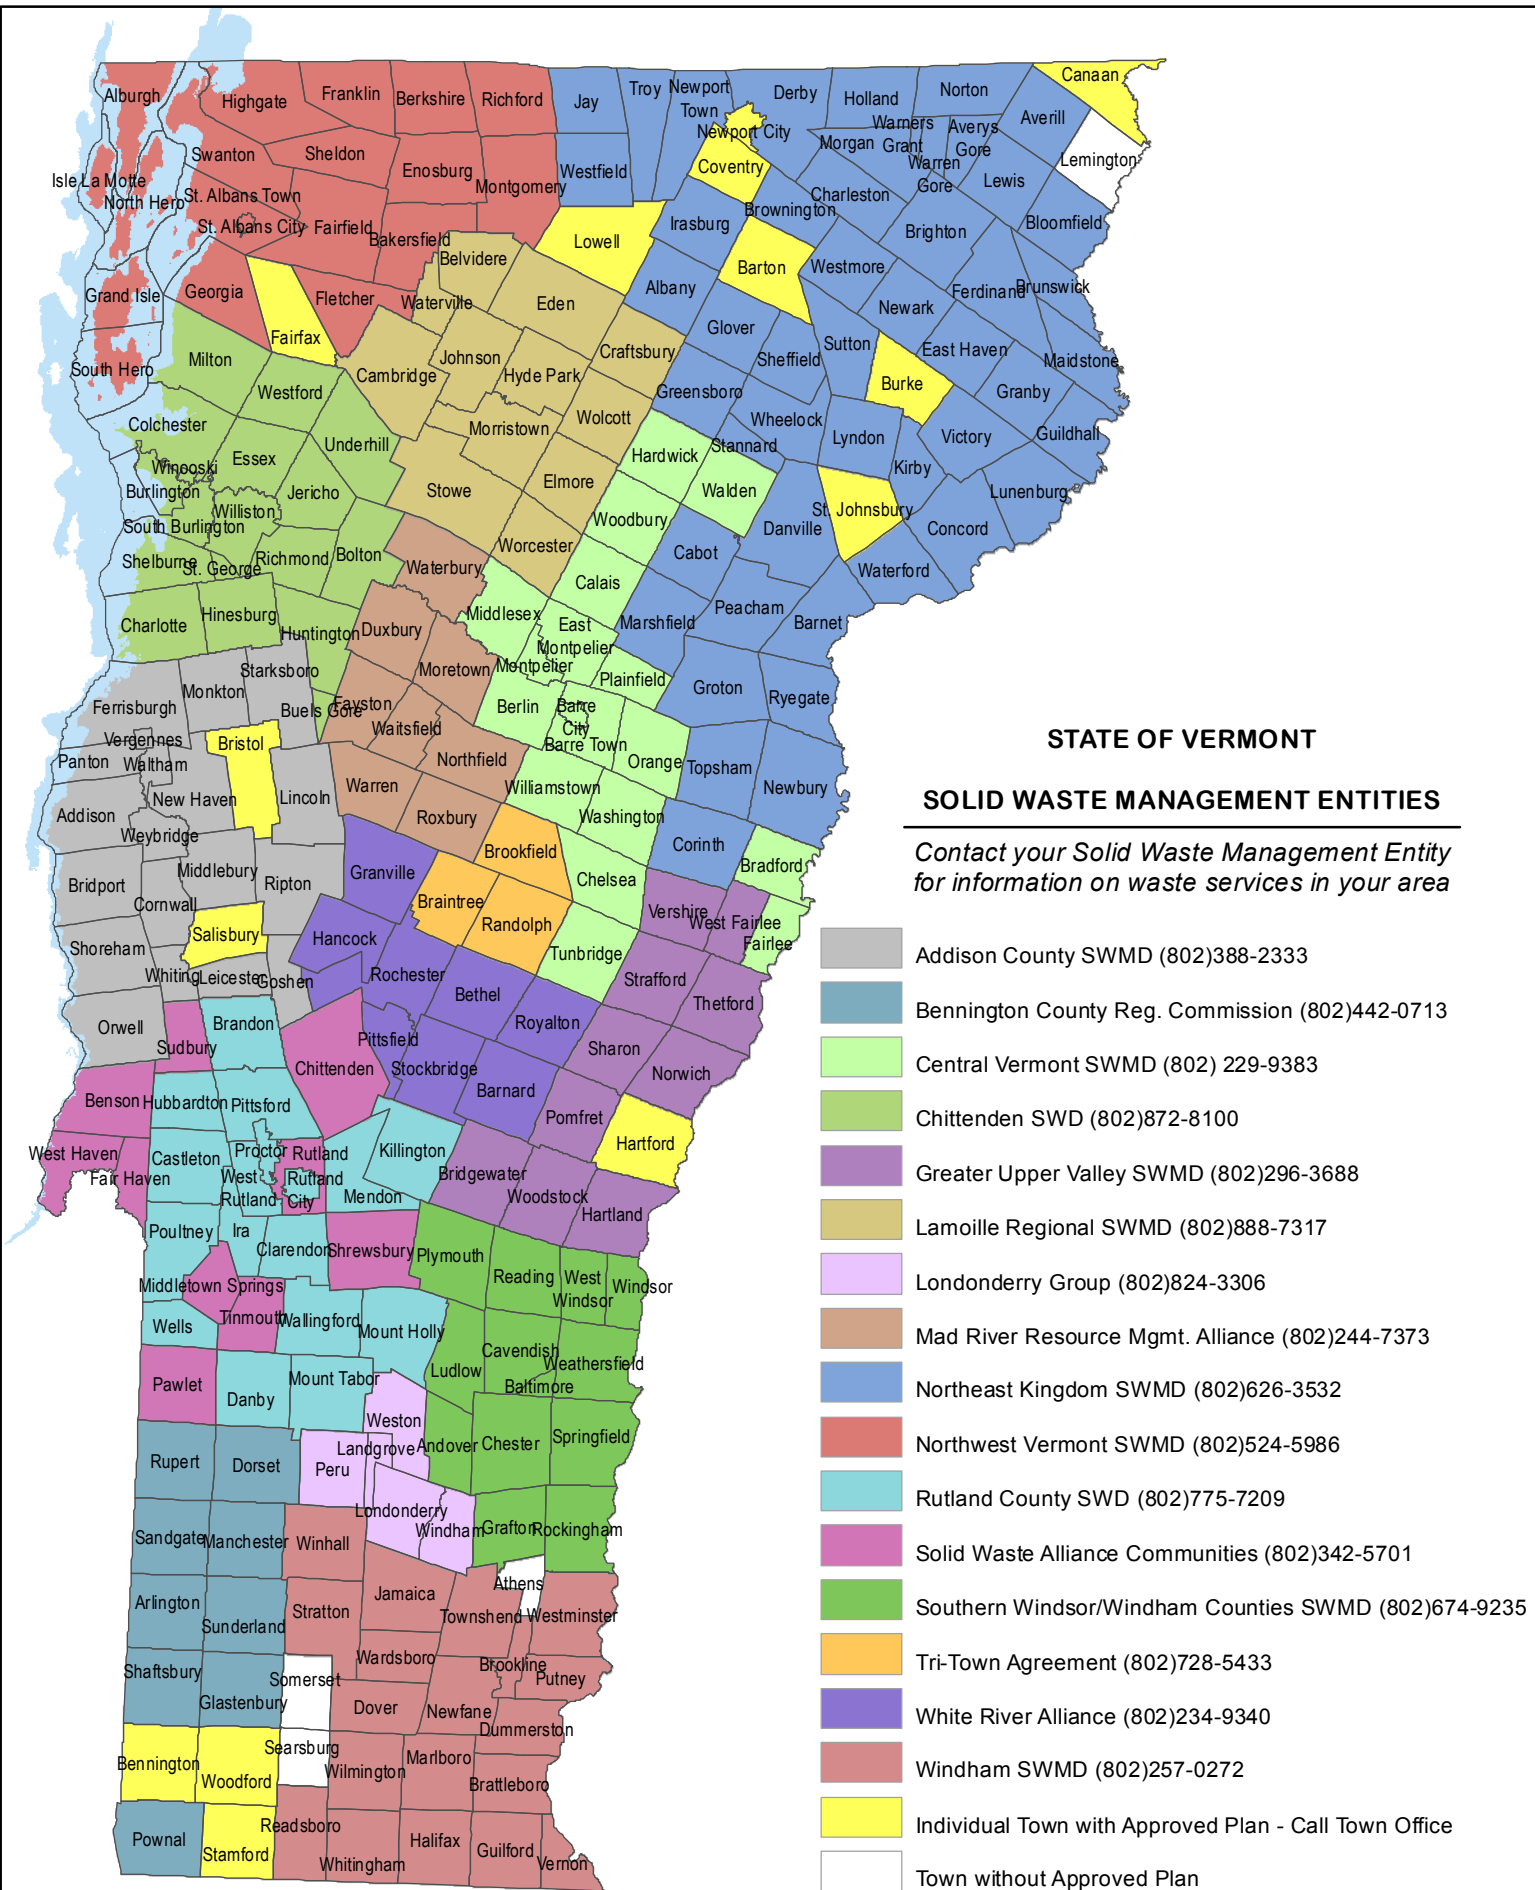 Canaan
Alburgh
Highgate
Franklin
Berkshire
Richford
Jay
Troy
Newport
Town
Derby
Holland
Norton
Averill
Newport City
Morgan
Warners
Grant
Averys
Gore
Warren
Gore
Lemington
Swanton
Sheldon
Enosburg
Montgomery
Westfield
Coventry
Charleston
Lewis
Isle La Motte
North Hero
St. Albans Town
St. Albans City
Fairfield
Bakersfield
Lowell
Irasburg
Brownington
Brighton
Bloomfield
Belvidere
Barton
Westmore
Grand Isle
Georgia
Fletcher
Waterville
Eden
Albany
Newark
Ferdinand
Brunswick
Fairfax
Glover
South Hero
Milton
Johnson
Hyde Park
Craftsbury
Sheffield
Sutton
East Haven
Maidstone
Cambridge
Westford
Greensboro
Burke
Granby
Colchester
Morristown
Wolcott
Wheelock
Underhill
Stannard
Lyndon
Victory
Guildhall
Winooski
Essex
Hardwick
Kirby
Burlington
Jericho
Stowe
Elmore
Walden
Lunenburg
Williston
South Burlington
Woodbury
Danville
St. Johnsbury
Concord
Shelburne
St. George
Richmond
Bolton
Worcester
Cabot
Waterbury
Calais
Waterford
Charlotte
Hinesburg
Huntington
Duxbury
Middlesex
East
Montpelier
Marshfield
Peacham
Barnet
Starksboro
Moretown
Montpelier
Plainfield
Monkton
Groton
Ryegate
Ferrisburgh
Buels Gore
Fayston
Waitsfield
Berlin
Barre
City
Vergennes
Bristol
Barre Town
STATE OF VERMONT
Panton
Waltham
Northfield
Orange
Topsham
Newbury
Warren
Williamstown
New Haven
Lincoln
SOLID WASTE MANAGEMENT ENTITIES
Addison
Weybridge
Roxbury
Washington
Brookfield
Corinth
Contact your Solid Waste Management Entity
for information on waste services in your area
Bradford
Middlebury
Granville
Chelsea
Bridport
Ripton
Cornwall
Braintree
Randolph
Vershire
West Fairlee
Fairlee
Shoreham
Salisbury
Hancock
Tunbridge
Whiting
Leicester
Goshen
Rochester
Strafford
Bethel
Thetford
Orwell
Brandon
Royalton
Sudbury
Pittsfield
Sharon
Chittenden
Stockbridge
Norwich
Benson
Hubbardton
Pittsford
Barnard
Pomfret
West Haven
Castleton
Proctor
Rutland
Killington
Hartford
Fair Haven
West
Rutland
Rutland
City
Mendon
Bridgewater
Woodstock
Hartland
Poultney
Ira
Clarendon
Shrewsbury
Plymouth
Middletown Springs
Reading
West
Windsor
Windsor
Wells
Tinmouth
Wallingford
Mount Holly
Cavendish
Weathersfield
Pawlet
Danby
Mount Tabor
Ludlow
Baltimore
Weston
Rupert
Dorset
Peru
Landgrove
Andover
Chester
Springfield
Londonderry
Windham
Grafton
Rockingham
Sandgate
Manchester
Winhall
Athens
Arlington
Sunderland
Stratton
Jamaica
Townshend
Westminster
Shaftsbury
Glastenbury
Somerset
Wardsboro
Brookline
Putney
Dover
Newfane
Dummerston
Bennington
Woodford
Searsburg
Wilmington
Marlboro
Brattleboro
Pownal
Stamford
Readsboro
Whitingham
Halifax
Guilford
Vernon
Addison County SWMD (802)388-2333
Bennington County Reg. Commission (802)442-0713
Central Vermont SWMD (802) 229-9383
Chittenden SWD (802)872-8100
Greater Upper Valley SWMD (802)296-3688
Lamoille Regional SWMD (802)888-7317
Londonderry Group (802)824-3306
Mad River Resource Mgmt. Alliance (802)244-7373
Northeast Kingdom SWMD (802)626-3532
Northwest Vermont SWMD (802)524-5986
Rutland County SWD (802)775-7209
Solid Waste Alliance Communities (802)342-5701
Southern Windsor/Windham Counties SWMD (802)674-9235
Tri-Town Agreement (802)728-5433
White River Alliance (802)234-9340
Windham SWMD (802)257-0272
Individual Town with Approved Plan - Call Town Office
Town without Approved Plan